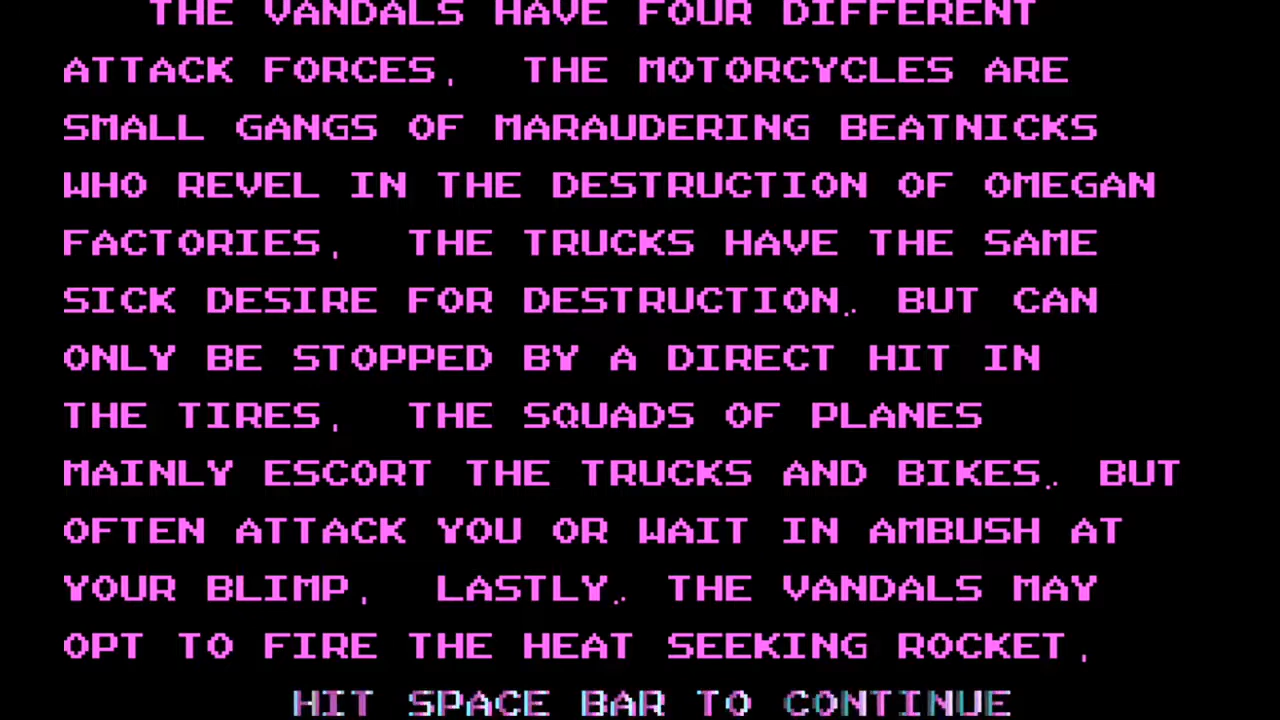 THE VANDALS HAVE FOUR DIFFERENT
ATTACK FORCES. THE MOTORCYCLES ARE
SMALL GANGS OF MARAUDERING BEATNICKS
WHO REVEL IN THE DESTRUCTION OF OMEGAN
FACTORIES. THE TRUCKS HAVE THE SAME
SICK DESIRE FOR DESTRUCTION, BUT CAN
ONLY BE STOPPED BY A DIRECT HIT IN
THE TIRES. THE SQUADS OF PLANES
MAINLY ESCORT THE TRUCKS AND BIKES, BUT
OFTEN ATTACK YOU OR WAIT IN AMBUSH AT
YOUR BLIMP. LASTLY, THE VANDALS MAY
OPT TO FIRE THE HEAT SEEKING ROCKET.
HIT SPACE BAR TO CONTINUE